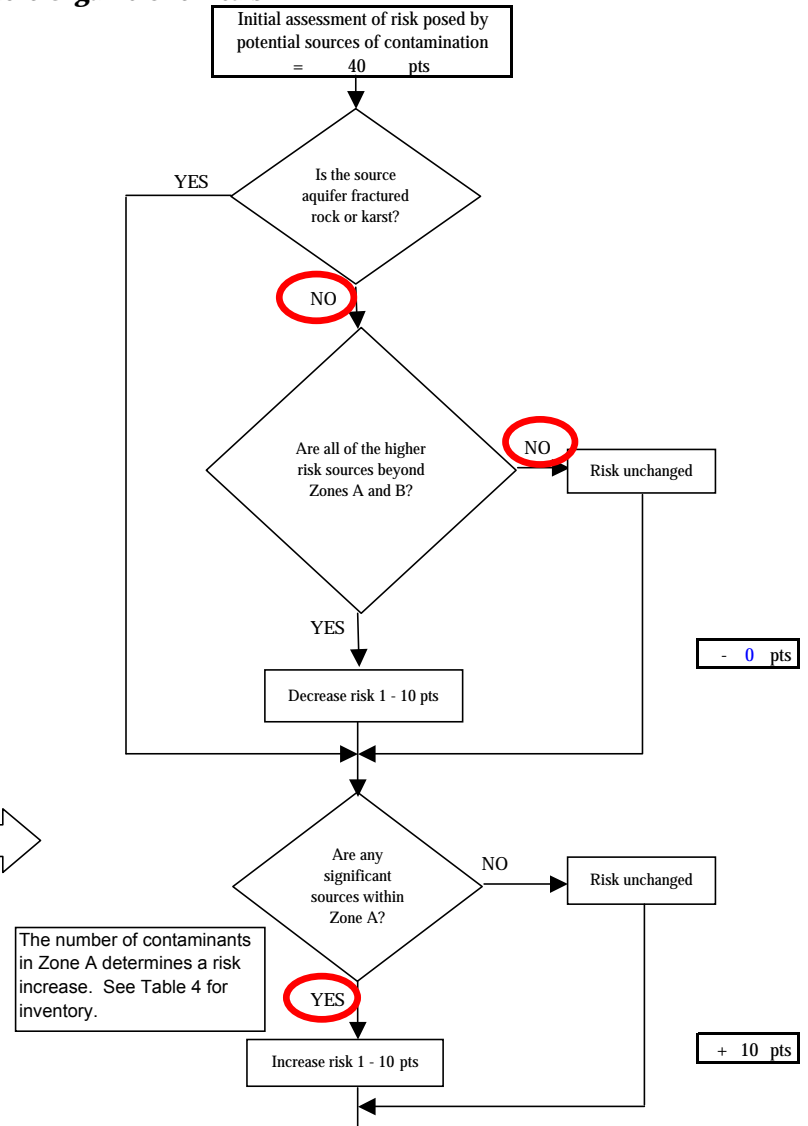 Initial assessment of risk posed by
potential sources of contamination
= 40 pts
YES
Is the source
aquifer fractured
rock or karst?
NO
Are all of the higher
risk sources beyond
Zones A and B?
NO
Risk unchanged
YES
- 0 pts
Decrease risk 1 - 10 pts
Are any
significant
sources within
Zone A?
NO
Risk unchanged
The number of contaminants
in Zone A determines a risk
increase. See Table 4 for
inventory.
YES
+ 10 pts
Increase risk 1 - 10 pts